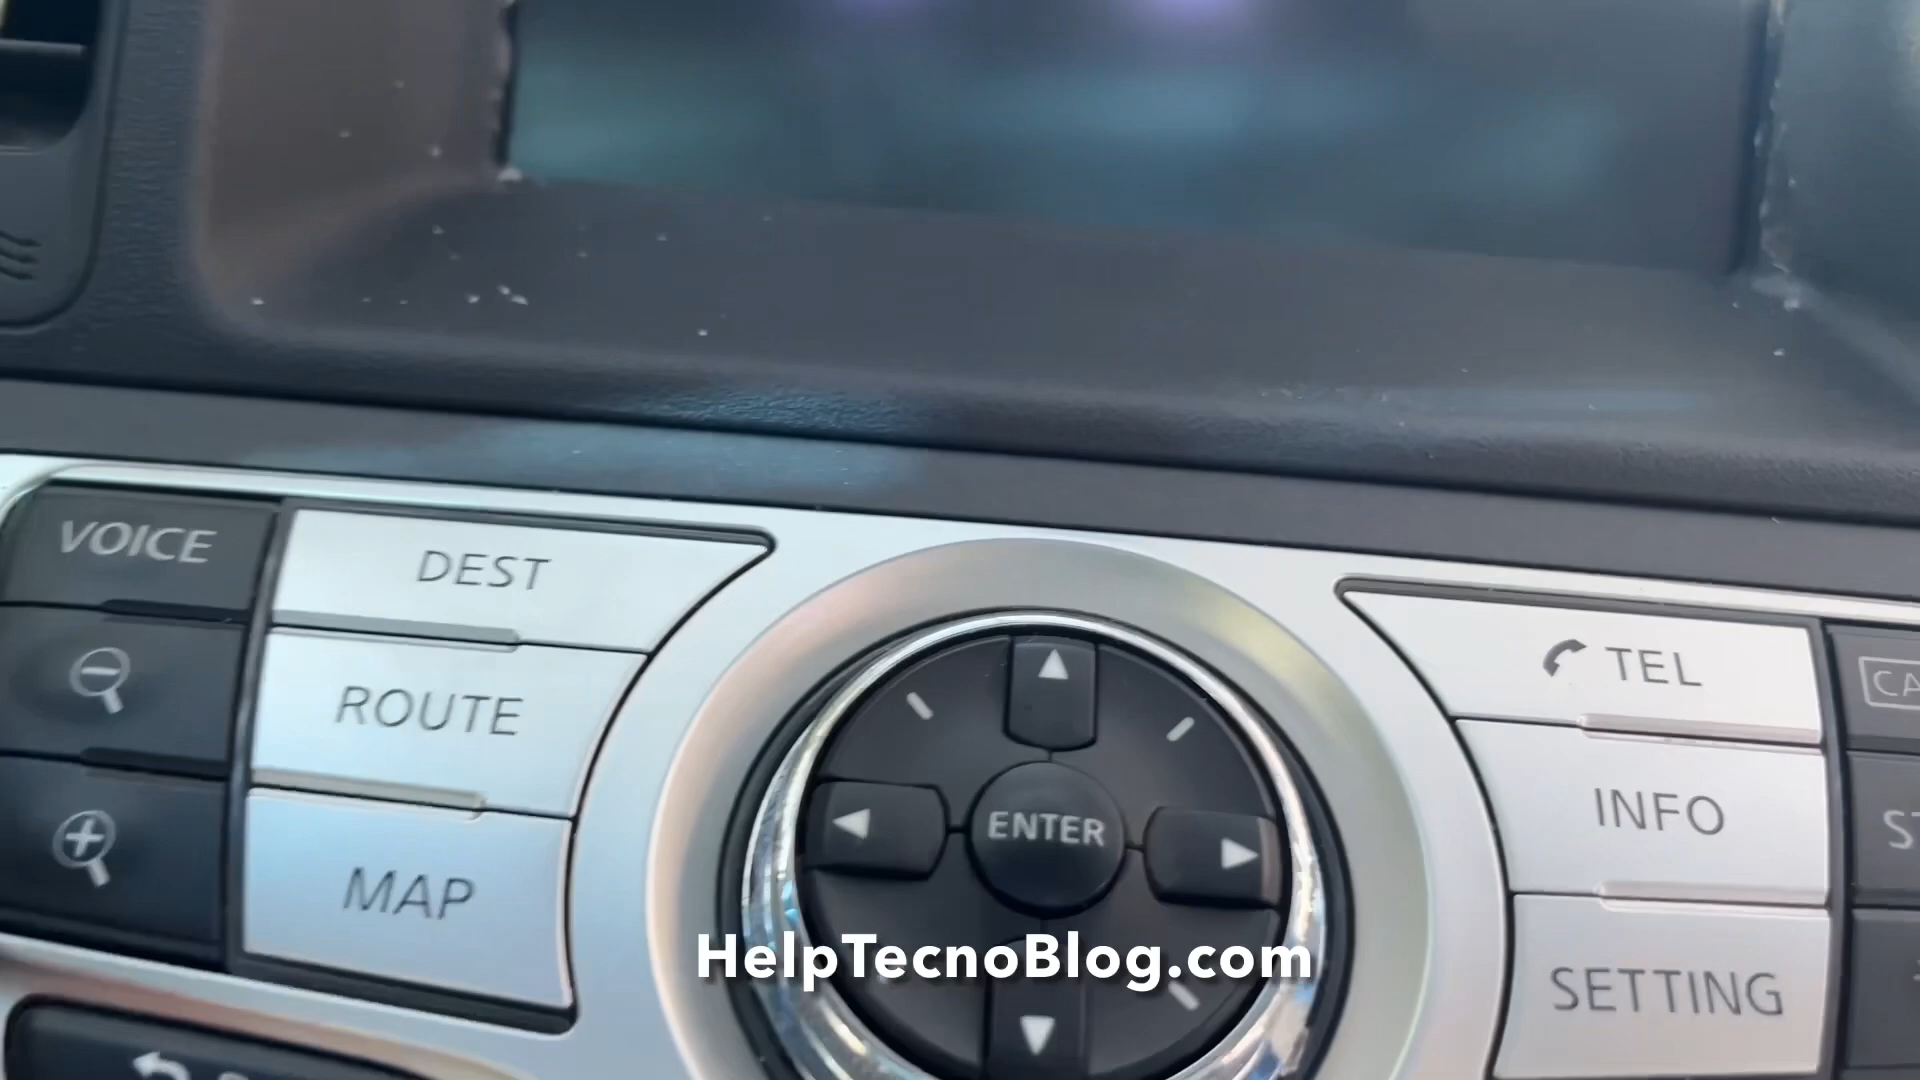 VOICE
DEST
ROUTE
MAP
ENTER
TEL
INFO
SETTING
HelpTecnoBlog.com